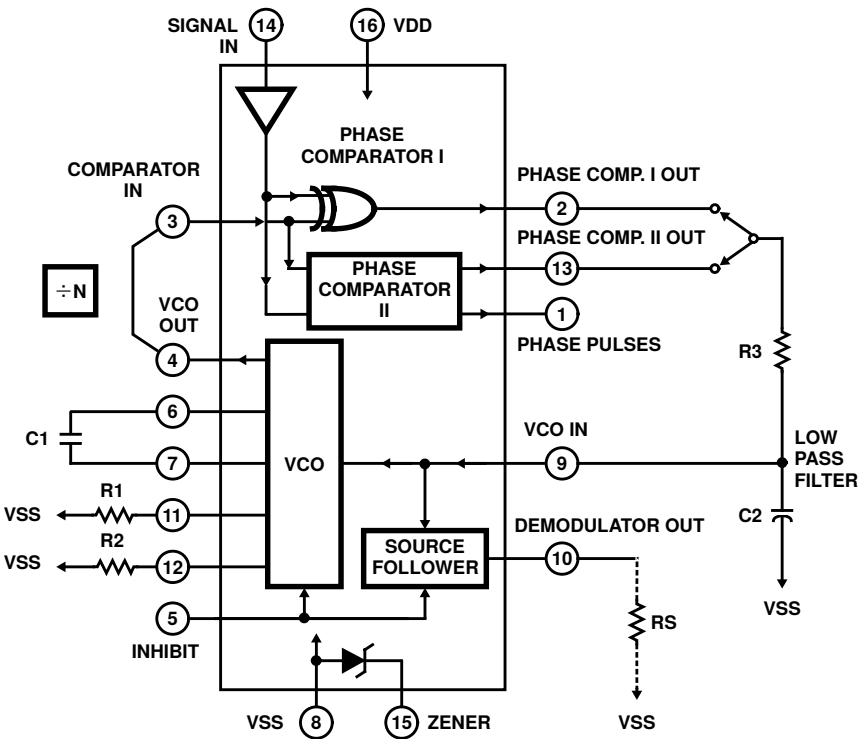 SIGNAL
IN
14
16
VDD
PHASE
COMPARATOR I
COMPARATOR
IN
3
PHASE COMP. I OUT
2
PHASE COMP. II OUT
13
PHASE
COMPARATOR
II
1
PHASE PULSES
÷N
VCO
OUT
4
R3
6
C1
7
VCO
VCO IN
9
LOW
PASS
FILTER
R1
VSS
11
R2
VSS
12
DEMODULATOR OUT
10
SOURCE
FOLLOWER
C2
VSS
5
INHIBIT
RS
VSS
VSS
8
15
ZENER